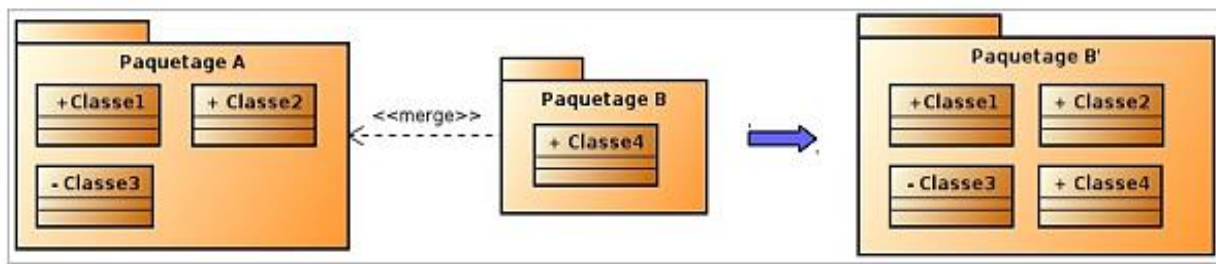 Paquetage A
+Classe1
+ Classe2
- Classe3
<<merge>>
Paquetage B
+ Classe4
Paquetage B'
+Classe1
+ Classe2
- Classe3
+ Classe4